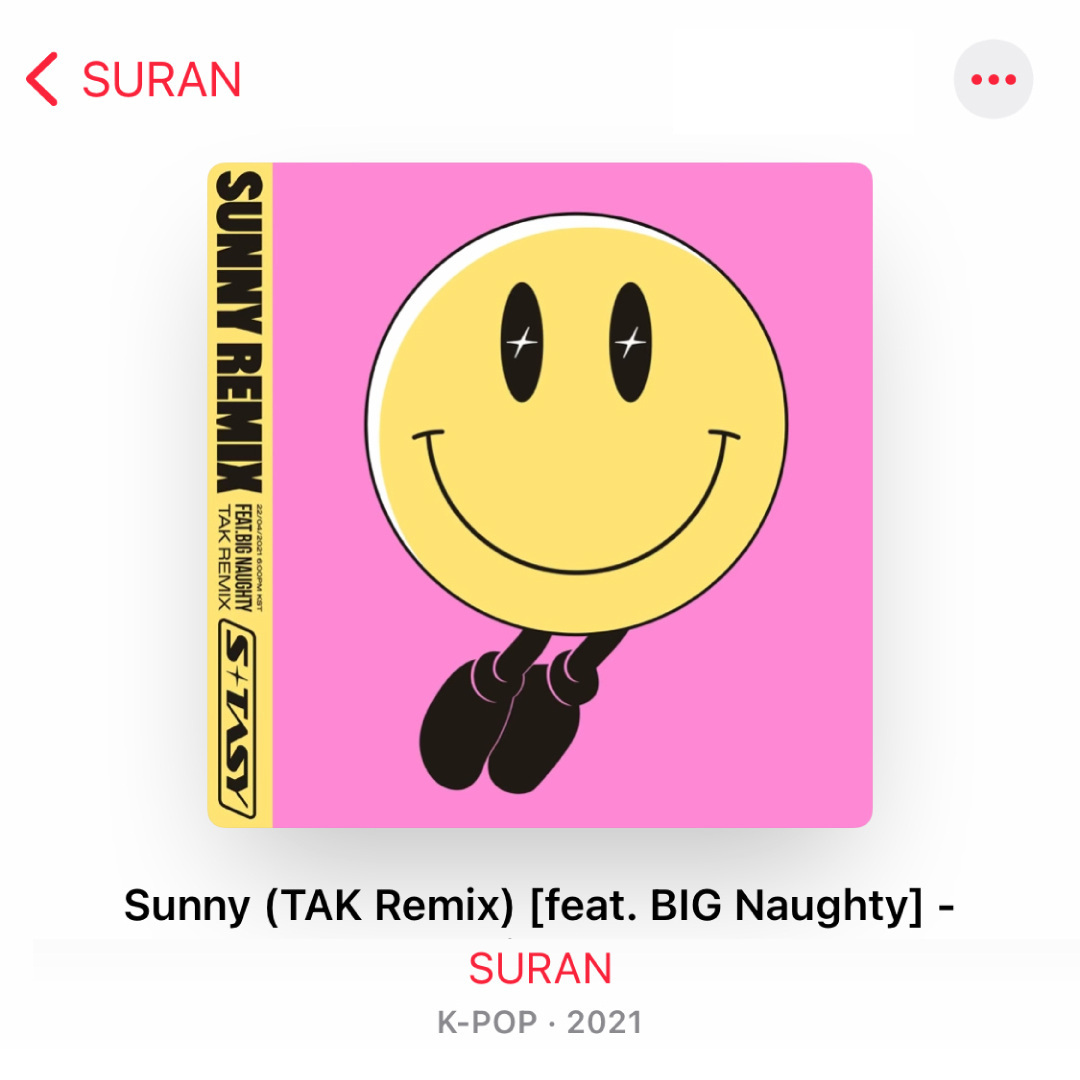 SURAN
SUNNY REMIX
22/04/2021 6:00PM KST
FEAT.BIG NAUGHTY
TAK REMIX
S+TASY
Sunny (TAK Remix) [feat. BIG Naughty] -
SURAN
K-POP · 2021